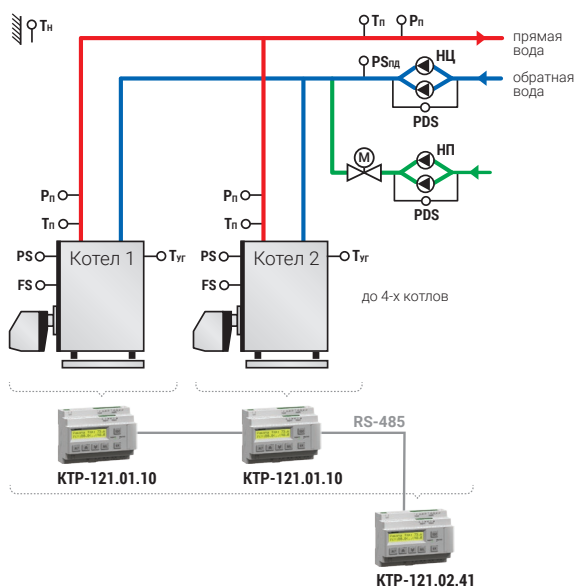 Tн
Tп
Pп
прямая
вода
PSпд
НЦ
обратная
вода
PDS
M
НП
PDS
Pп
Pп
Tп
Tп
PS
Котел 1
Tуг
PS
Котел 2
Tуг
FS
FS
до 4-х котлов
RS-485
КТР-121.01.10
КТР-121.01.10
КТР-121.02.41